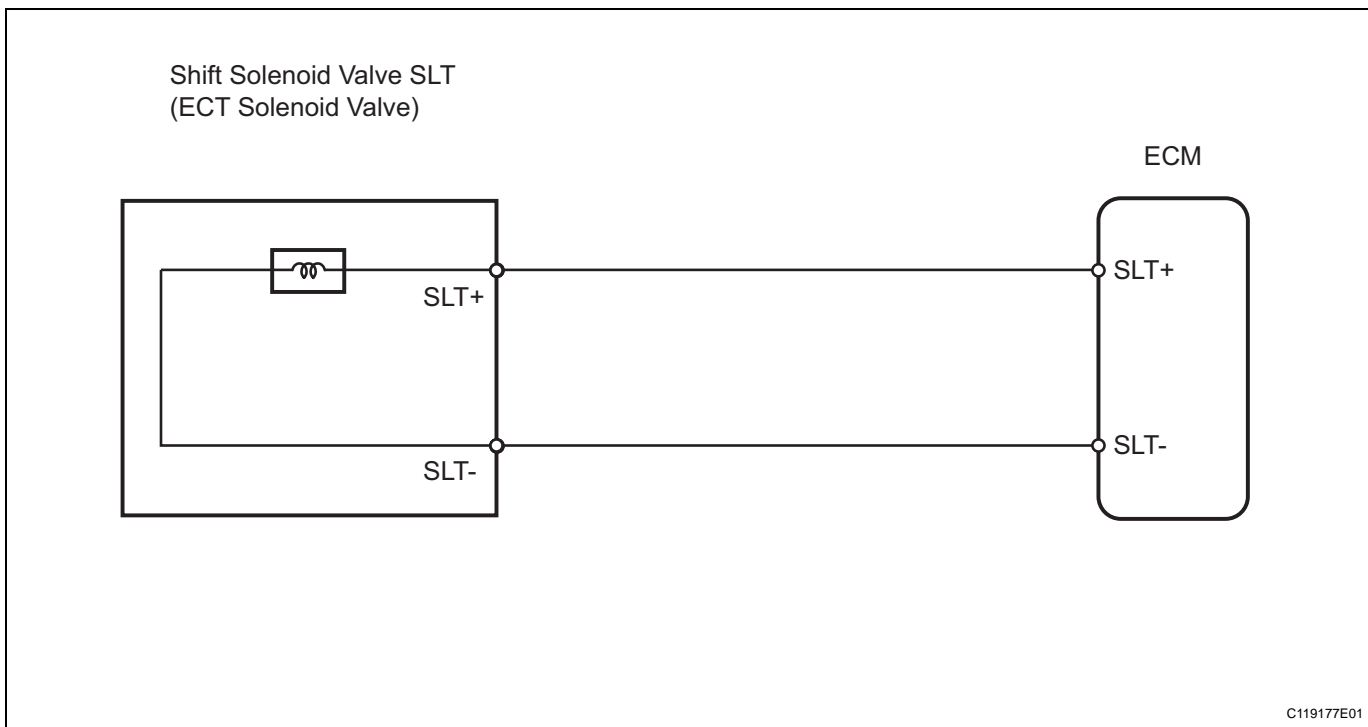 Shift Solenoid Valve SLT
(ECT Solenoid Valve)
ECM
SLT+
SLT+
SLT-
SLT-
C119177E01